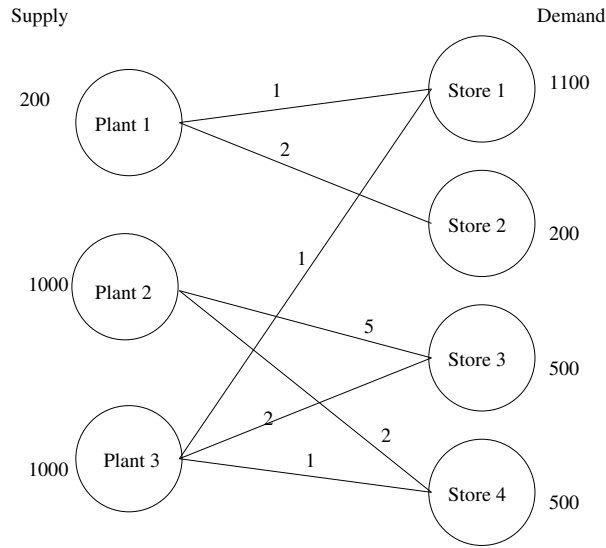 Supply
Demand
200
Plant 1
1
Store 1
1100
2
Store 2
200
1000
Plant 2
1
5
Store 3
500
2
2
1000
Plant 3
1
Store 4
500